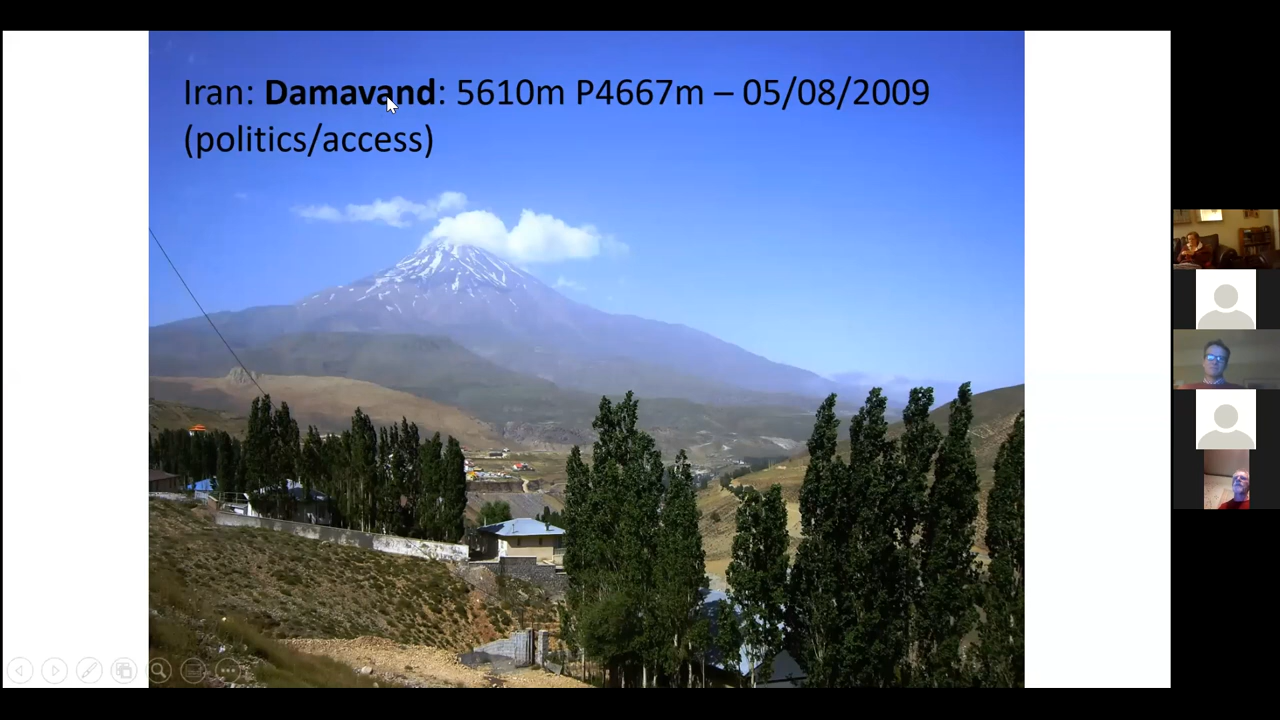 Iran: Damavand: 5610m P4667m – 05/08/2009
(politics/access)